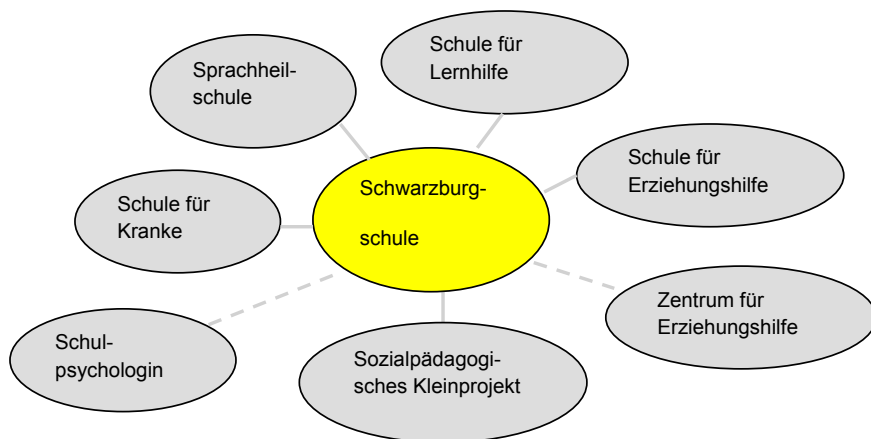 Schule für
Lernhilfe
Sprachheil-
schule
Schule für
Erziehungshilfe
Schwarzburg-
schule
Schule für
Kranke
Zentrum für
Erziehungshilfe
Schul-
psychologin
Sozialpädagogi-
sches Kleinprojekt